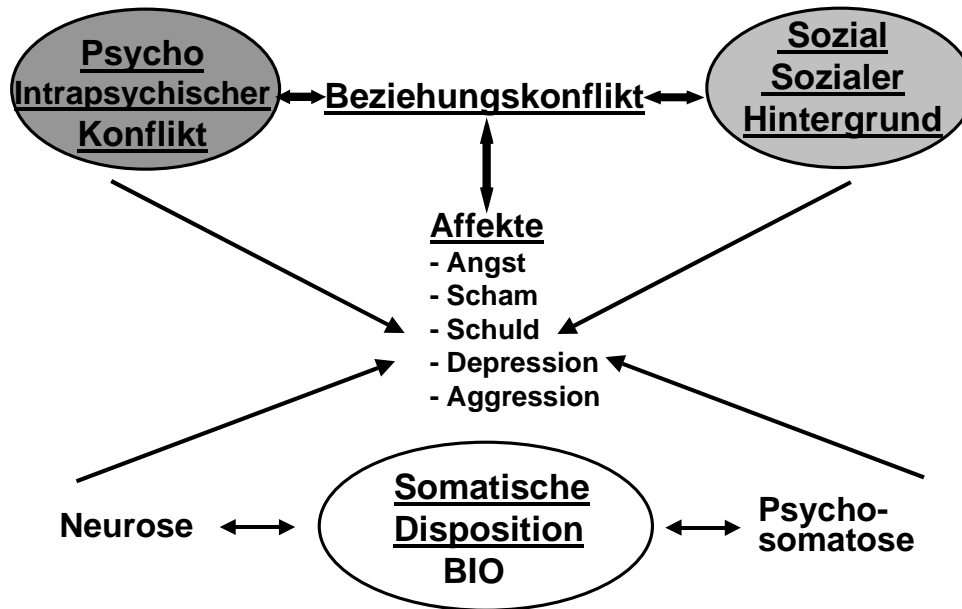 Psycho
Intrapsychischer
Konflikt
Beziehungskonflikt
Sozial
Sozialer
Hintergrund
Affekte
- Angst
- Scham
- Schuld
- Depression
- Aggression
Neurose
Somatische
Disposition
BIO
Psycho-
somatose